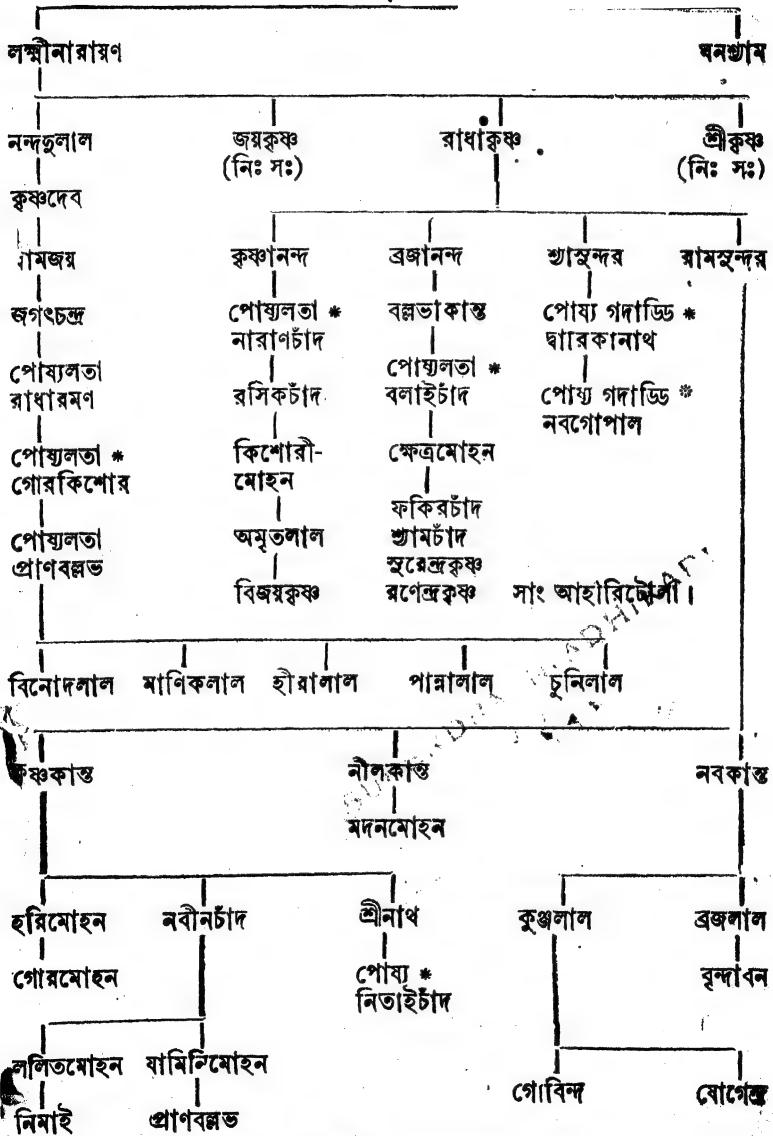 লক্ষ্মীনারায়ণ ঘনশ্যাম
নন্দদুলাল জয়কৃষ্ণ রাধাকৃষ্ণ শ্রীকৃষ্ণ
(নিঃ সঃ) (নিঃ সঃ)
কৃষ্ণদেব
রামজয় কৃষ্ণানন্দ ব্রজানন্দ শ্যাসুন্দর রামসুন্দর
জগৎচন্দ্র পোষ্যলতা * বল্লভাকান্ত পোষ্য গদাড্ডি *
নারাণচাঁদ দ্বারিকানাথ
পোষ্যলতা পোষ্যলতা *
রাধারমণ রসিকচাঁদ বলাইচাঁদ পোষ্য গদাড্ডি *
নবগোপাল
পোষ্যলতা * কিশোরী- ক্ষেত্রমোহন
গোরকিশোর মোহন
ফকিরচাঁদ
পোষ্যলতা অমৃতলাল শ্যামচাঁদ
প্রাণবল্লভ সুরেন্দ্রকৃষ্ণ
বিজয়কৃষ্ণ রণেন্দ্রকৃষ্ণ সাং আহারিটোলা।
বিনোদলাল মাণিকলাল হীরালাল পান্নালাল চুনিলাল
কৃষ্ণকান্ত নীলকান্ত নবকান্ত
মদনমোহন
হরিমোহন নবীনচাঁদ শ্রীনাথ কুঞ্জলাল ব্রজলাল
গোরমোহন পোষ্য * বৃন্দাবন
নিতাইচাঁদ
ললিতমোহন যামিনিমোহন
গোবিন্দ যোগেন্দ্র
নিমাই প্রাণবল্লভ